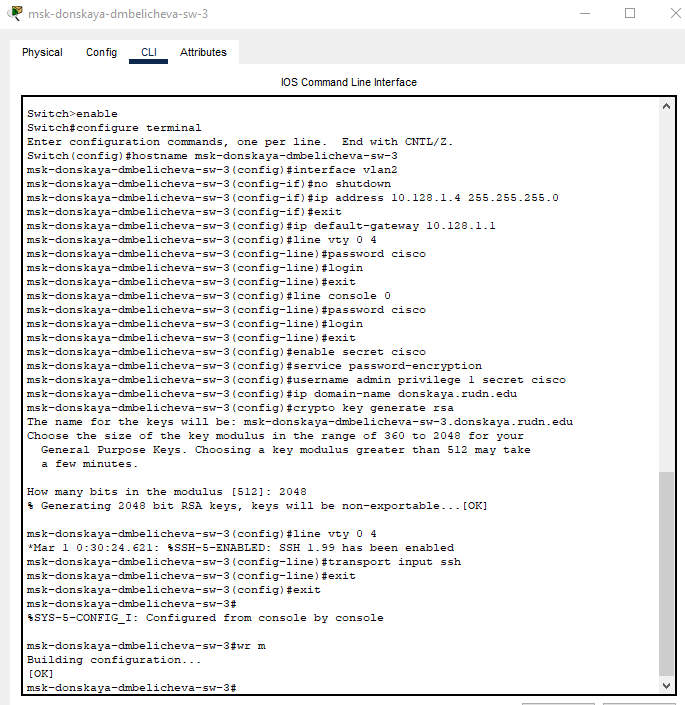 msk-donskaya-dmbelicheva-sw-3
Physical Config CLI Attributes
IOS Command Line Interface
Switch>enable
Switch#configure terminal
Enter configuration commands, one per line.  End with CNTL/Z.
Switch(config)#hostname msk-donskaya-dmbelicheva-sw-3
msk-donskaya-dmbelicheva-sw-3(config)#interface vlan2
msk-donskaya-dmbelicheva-sw-3(config-if)#no shutdown
msk-donskaya-dmbelicheva-sw-3(config-if)#ip address 10.128.1.4 255.255.255.0
msk-donskaya-dmbelicheva-sw-3(config-if)#exit
msk-donskaya-dmbelicheva-sw-3(config)#ip default-gateway 10.128.1.1
msk-donskaya-dmbelicheva-sw-3(config)#line vty 0 4
msk-donskaya-dmbelicheva-sw-3(config-line)#password cisco
msk-donskaya-dmbelicheva-sw-3(config-line)#login
msk-donskaya-dmbelicheva-sw-3(config-line)#exit
msk-donskaya-dmbelicheva-sw-3(config)#line console 0
msk-donskaya-dmbelicheva-sw-3(config-line)#password cisco
msk-donskaya-dmbelicheva-sw-3(config-line)#login
msk-donskaya-dmbelicheva-sw-3(config-line)#exit
msk-donskaya-dmbelicheva-sw-3(config)#enable secret cisco
msk-donskaya-dmbelicheva-sw-3(config)#service password-encryption
msk-donskaya-dmbelicheva-sw-3(config)#username admin privilege 1 secret cisco
msk-donskaya-dmbelicheva-sw-3(config)#ip domain-name donskaya.rudn.edu
msk-donskaya-dmbelicheva-sw-3(config)#crypto key generate rsa
The name for the keys will be: msk-donskaya-dmbelicheva-sw-3.donskaya.rudn.edu
Choose the size of the key modulus in the range of 360 to 2048 for your
  General Purpose Keys. Choosing a key modulus greater than 512 may take
  a few minutes.
How many bits in the modulus [512]: 2048
% Generating 2048 bit RSA keys, keys will be non-exportable...[OK]
msk-donskaya-dmbelicheva-sw-3(config)#line vty 0 4
*Mar 1 0:30:24.621: %SSH-5-ENABLED: SSH 1.99 has been enabled
msk-donskaya-dmbelicheva-sw-3(config-line)#transport input ssh
msk-donskaya-dmbelicheva-sw-3(config-line)#exit
msk-donskaya-dmbelicheva-sw-3(config)#exit
msk-donskaya-dmbelicheva-sw-3#
%SYS-5-CONFIG_I: Configured from console by console
msk-donskaya-dmbelicheva-sw-3#wr m
Building configuration...
[OK]
msk-donskaya-dmbelicheva-sw-3#